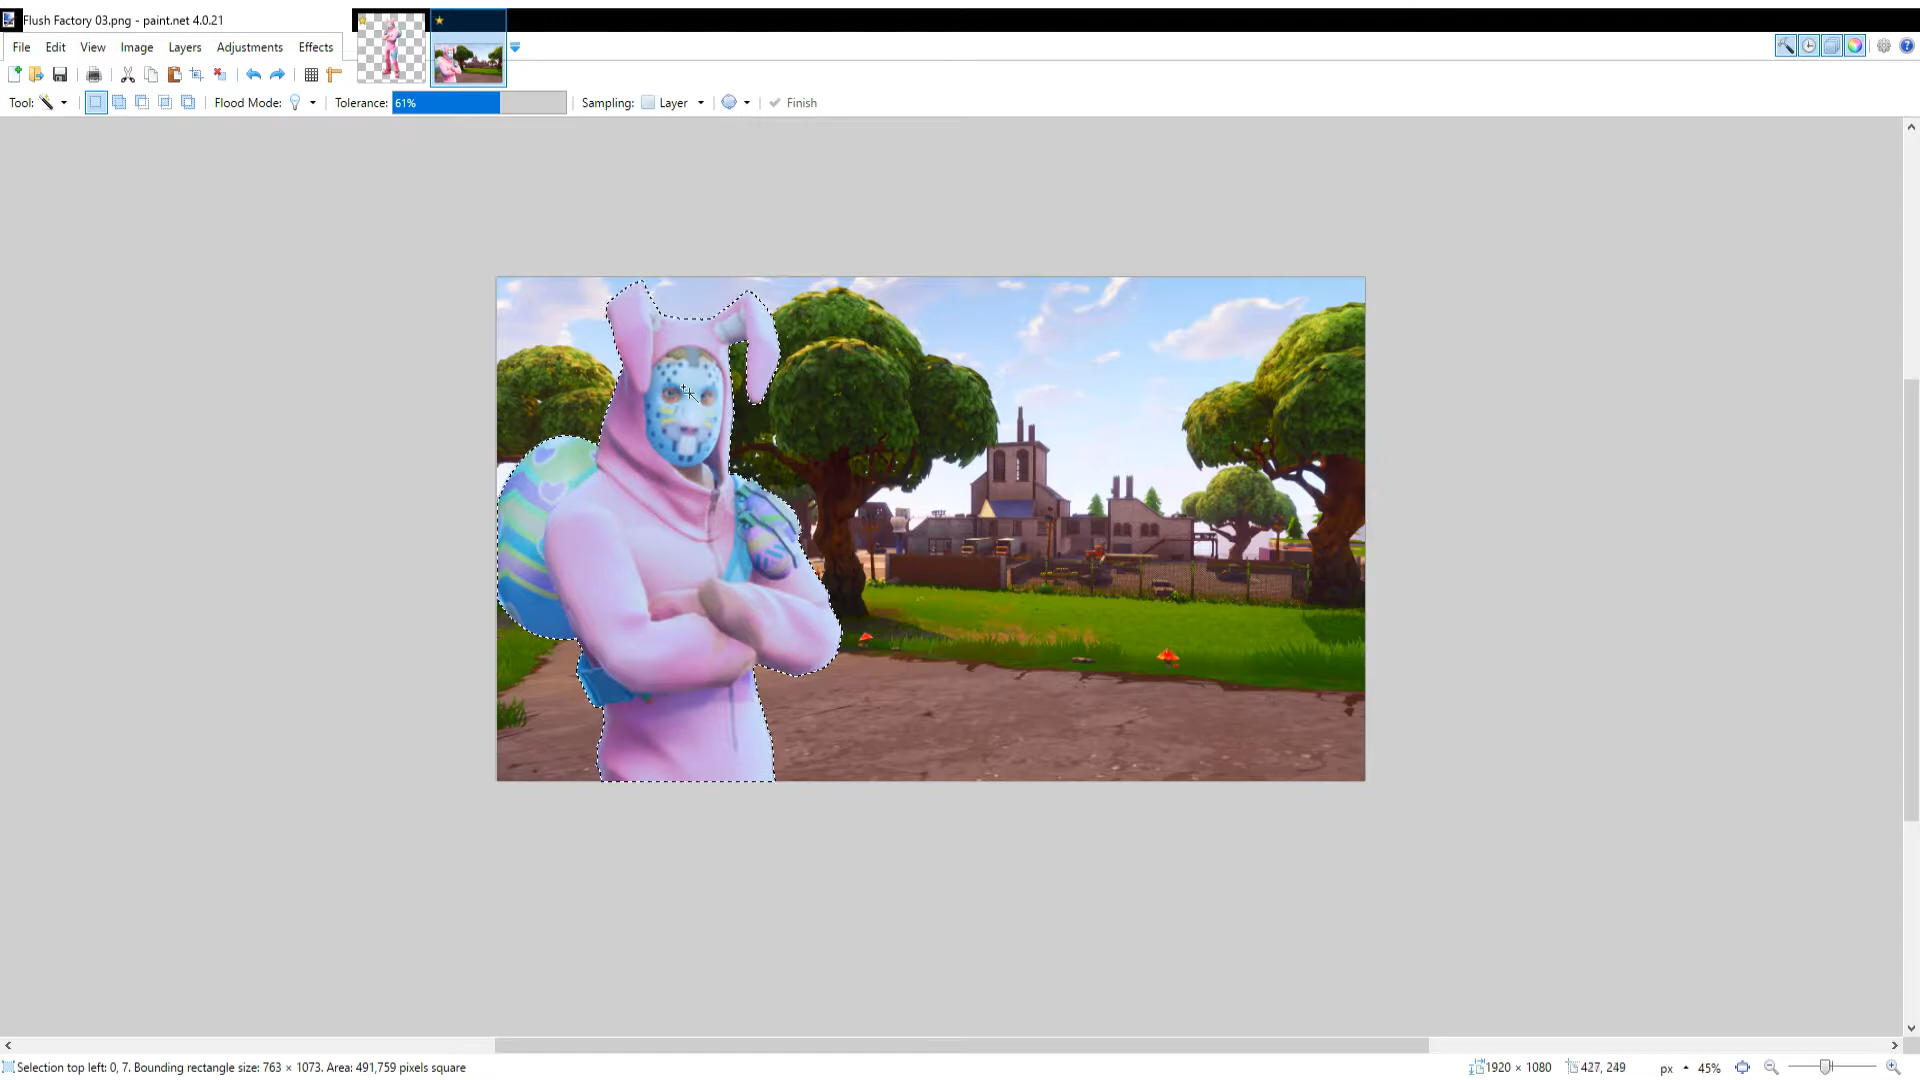 Flush Factory 03.png - paint.net 4.0.21
File Edit View Image Layers Adjustments Effects
Tool: Flood Mode: Tolerance: 61% Sampling: Layer Finish
Selection top left: 0, 7. Bounding rectangle size: 763 × 1073. Area: 491,759 pixels square 1920 × 1080 427, 249 px 45%